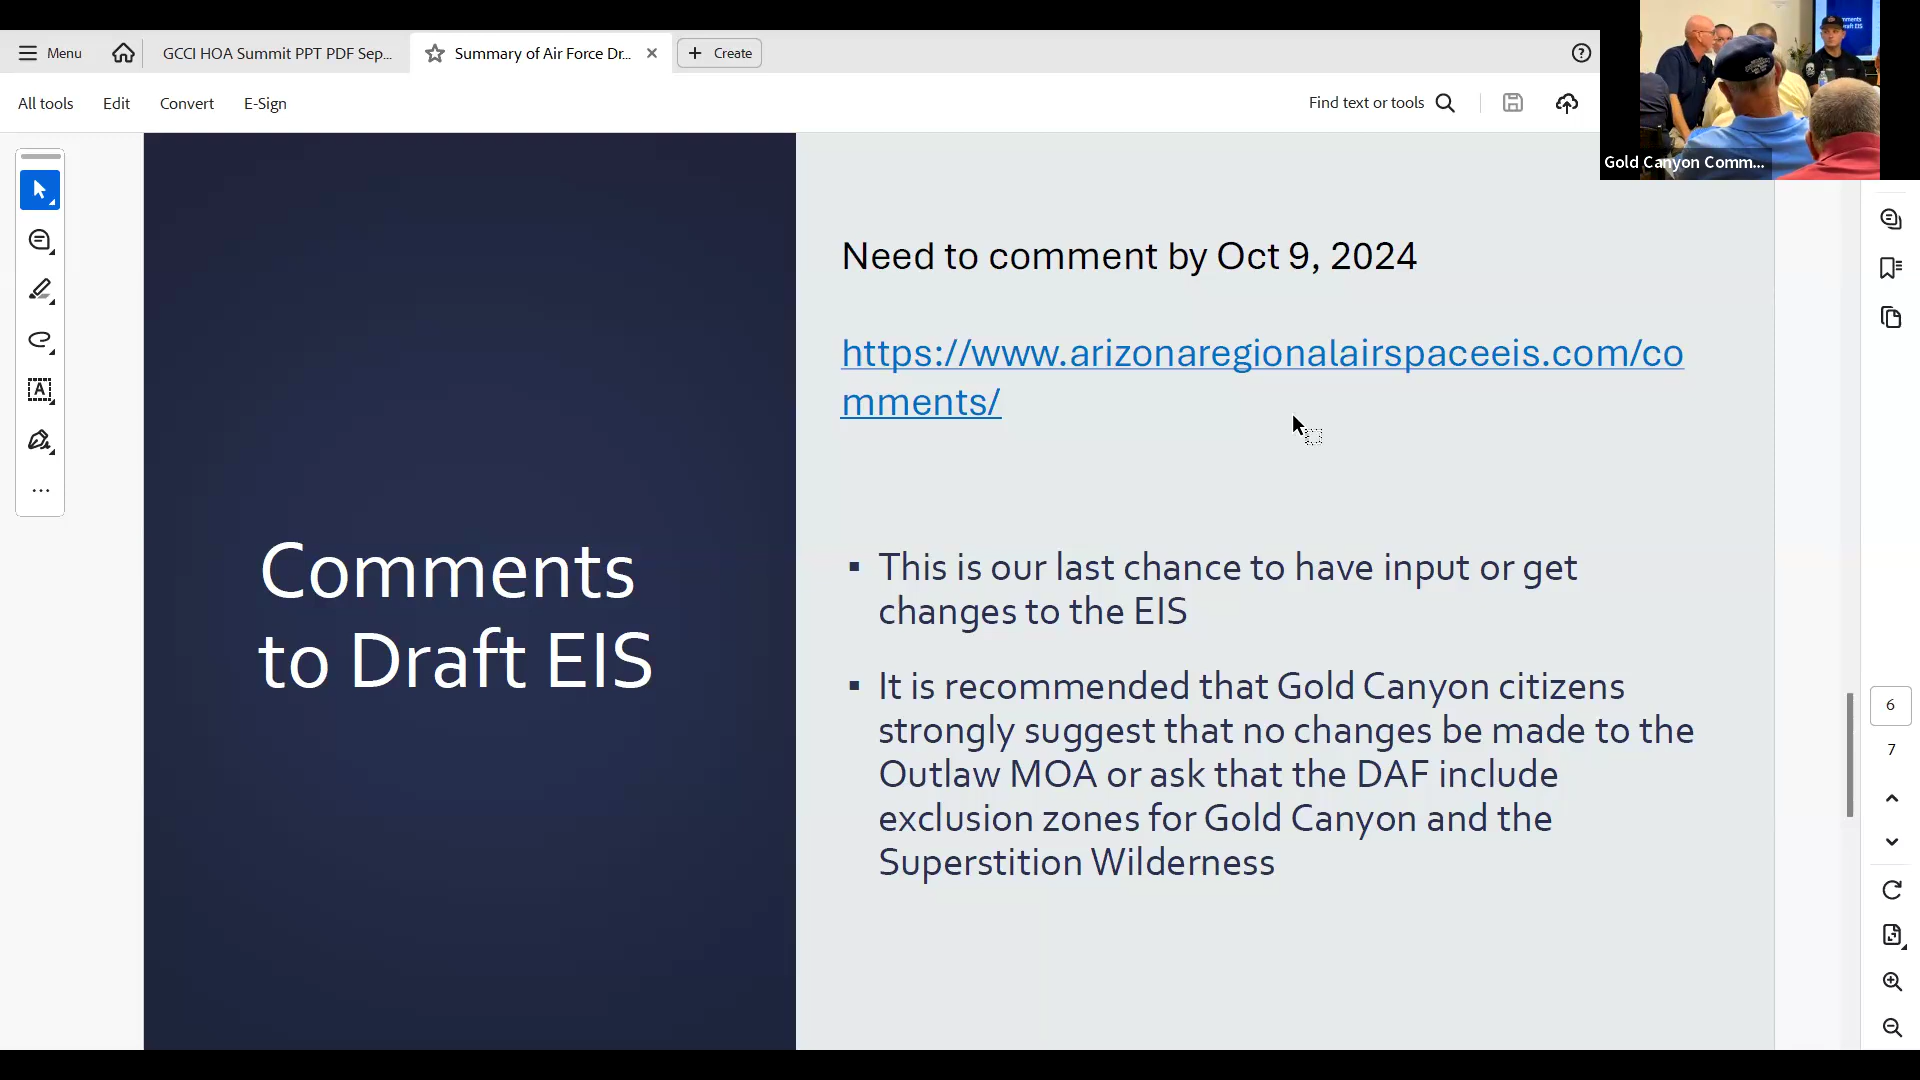 Menu
GCCI HOA Summit PPT PDF Sep...
Summary of Air Force Dr...
Create
All tools
Edit
Convert
E-Sign
Find text or tools
Gold Canyon Comm...
Comments
to Draft EIS
Need to comment by Oct 9, 2024
https://www.arizonaregionalairspaceeis.com/co
mments/
▪ This is our last chance to have input or get
changes to the EIS
▪ It is recommended that Gold Canyon citizens
strongly suggest that no changes be made to the
Outlaw MOA or ask that the DAF include
exclusion zones for Gold Canyon and the
Superstition Wilderness
6
7